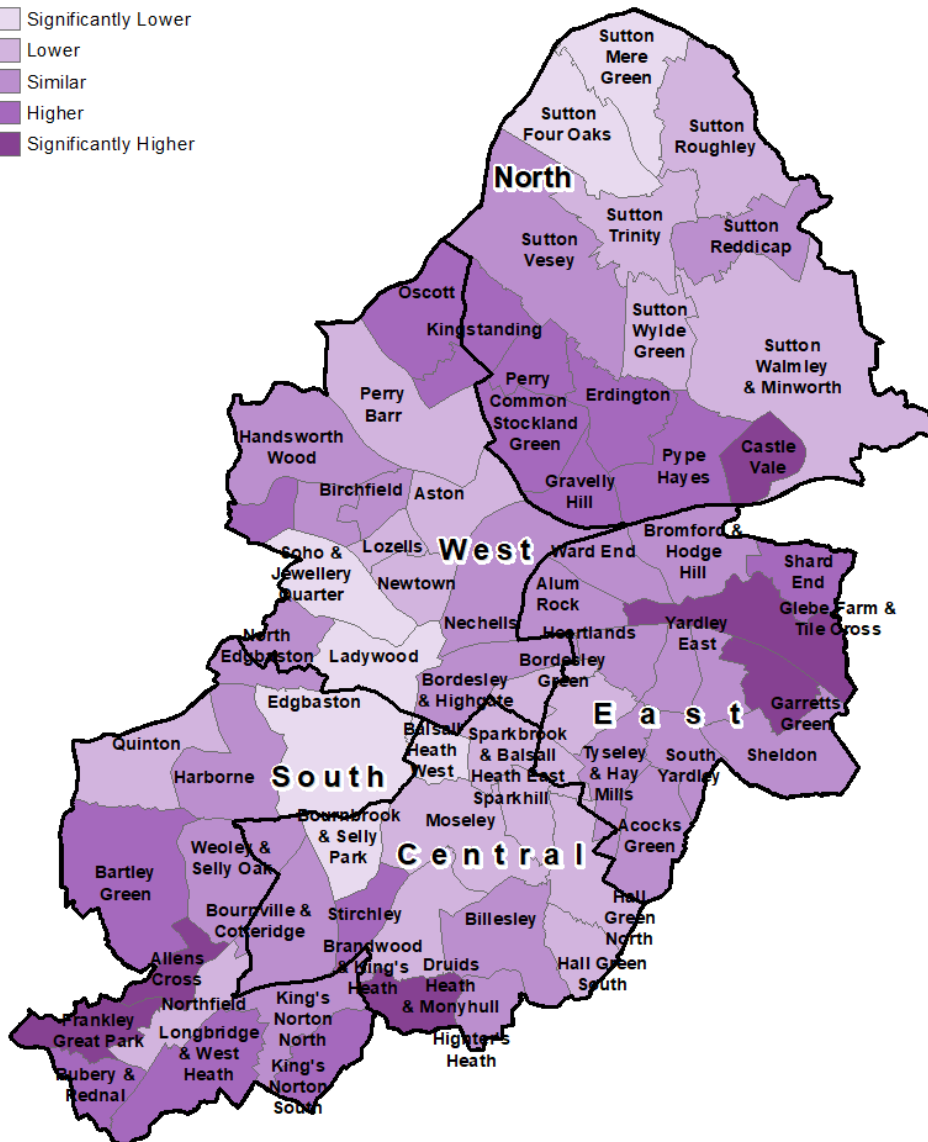 Significantly Lower
Lower
Similar
Higher
Significantly Higher
Sutton
Mere
Green
Sutton
Four Oaks
Sutton
Roughley
North
Sutton
Trinity
Sutton
Reddicap
Sutton
Vesey
Oscott
Kingstanding
Sutton
Wylde
Green
Sutton
Walmley
& Minworth
Perry
Barr
Perry
Common
Erdington
Stockland
Green
Handsworth
Wood
Pype
Hayes
Castle
Vale
Gravelly
Hill
Birchfield
Aston
Lozells
West
Soho &
Jewellery
Quarter
Newtown
Ward End
Bromford &
Hodge
Hill
Shard
End
Alum
Rock
Glebe Farm &
Tile Cross
Nechells
Heartlands
Yardley
East
North
Edgbaston
Ladywood
Bordesley
Green
Bordesley
& Highgate
Edgbaston
Garretts
Green
East
Quinton
Balsall
Heath
West
Sparkbrook
& Balsall
Heath East
Tyseley
& Hay
Mills
South
Yardley
Sheldon
Harborne
South
Sparkhill
Bournbrook
& Selly
Park
Moseley
Acocks
Green
Central
Weoley &
Selly Oak
Bartley
Green
Hall
Green
North
Bournville &
Cotteridge
Stirchley
Billesley
Brandwood
& King's
Heath
Hall Green
South
Allens
Cross
Druids
Heath
& Monyhull
Northfield
King's
Norton
North
Frankley
Great Park
Longbridge
& West
Heath
Highter's
Heath
Rubery &
Rednal
King's
Norton
South